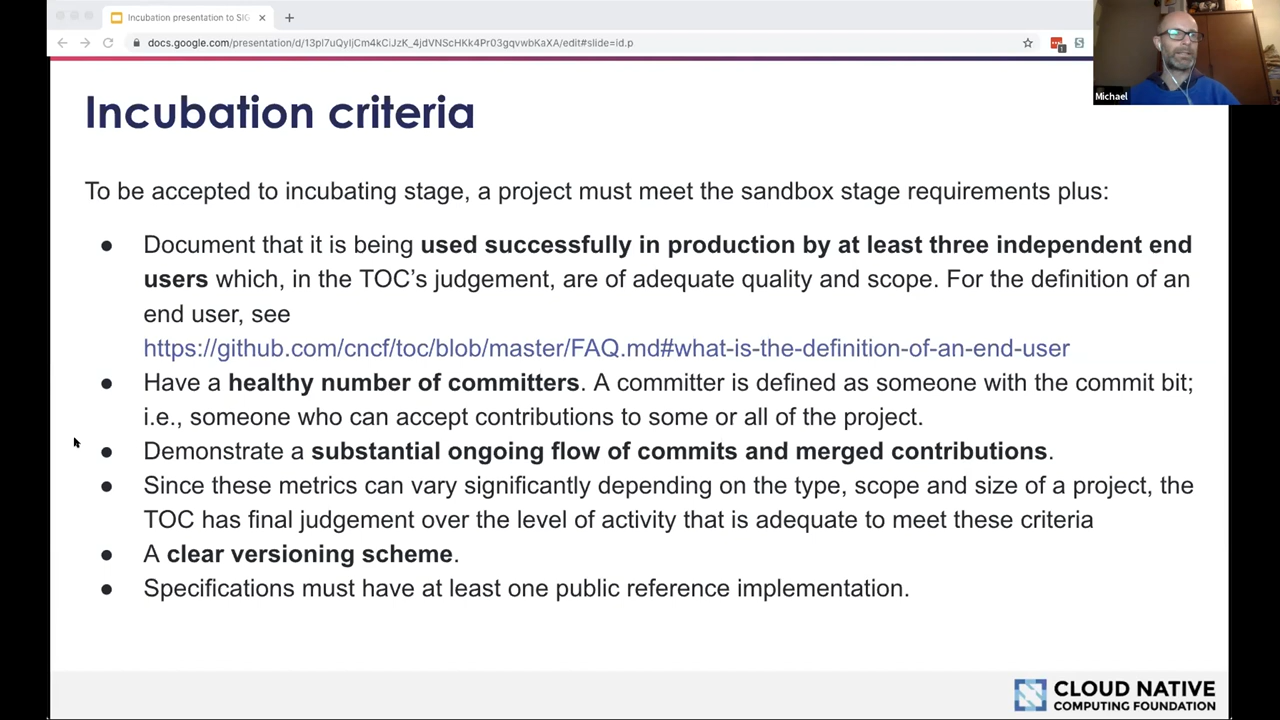 Incubation presentation to SIG
docs.google.com/presentation/d/13pl7uQyljCm4kCiJzK_4jdVNScHKk4Pr03gqvwbKaXA/edit#slide=id.p
Michael
Incubation criteria
To be accepted to incubating stage, a project must meet the sandbox stage requirements plus:
● Document that it is being used successfully in production by at least three independent end
users which, in the TOC's judgement, are of adequate quality and scope. For the definition of an
end user, see
https://github.com/cncf/toc/blob/master/FAQ.md#what-is-the-definition-of-an-end-user
● Have a healthy number of committers. A committer is defined as someone with the commit bit;
i.e., someone who can accept contributions to some or all of the project.
● Demonstrate a substantial ongoing flow of commits and merged contributions.
● Since these metrics can vary significantly depending on the type, scope and size of a project, the
TOC has final judgement over the level of activity that is adequate to meet these criteria
● A clear versioning scheme.
● Specifications must have at least one public reference implementation.
CLOUD NATIVE
COMPUTING FOUNDATION